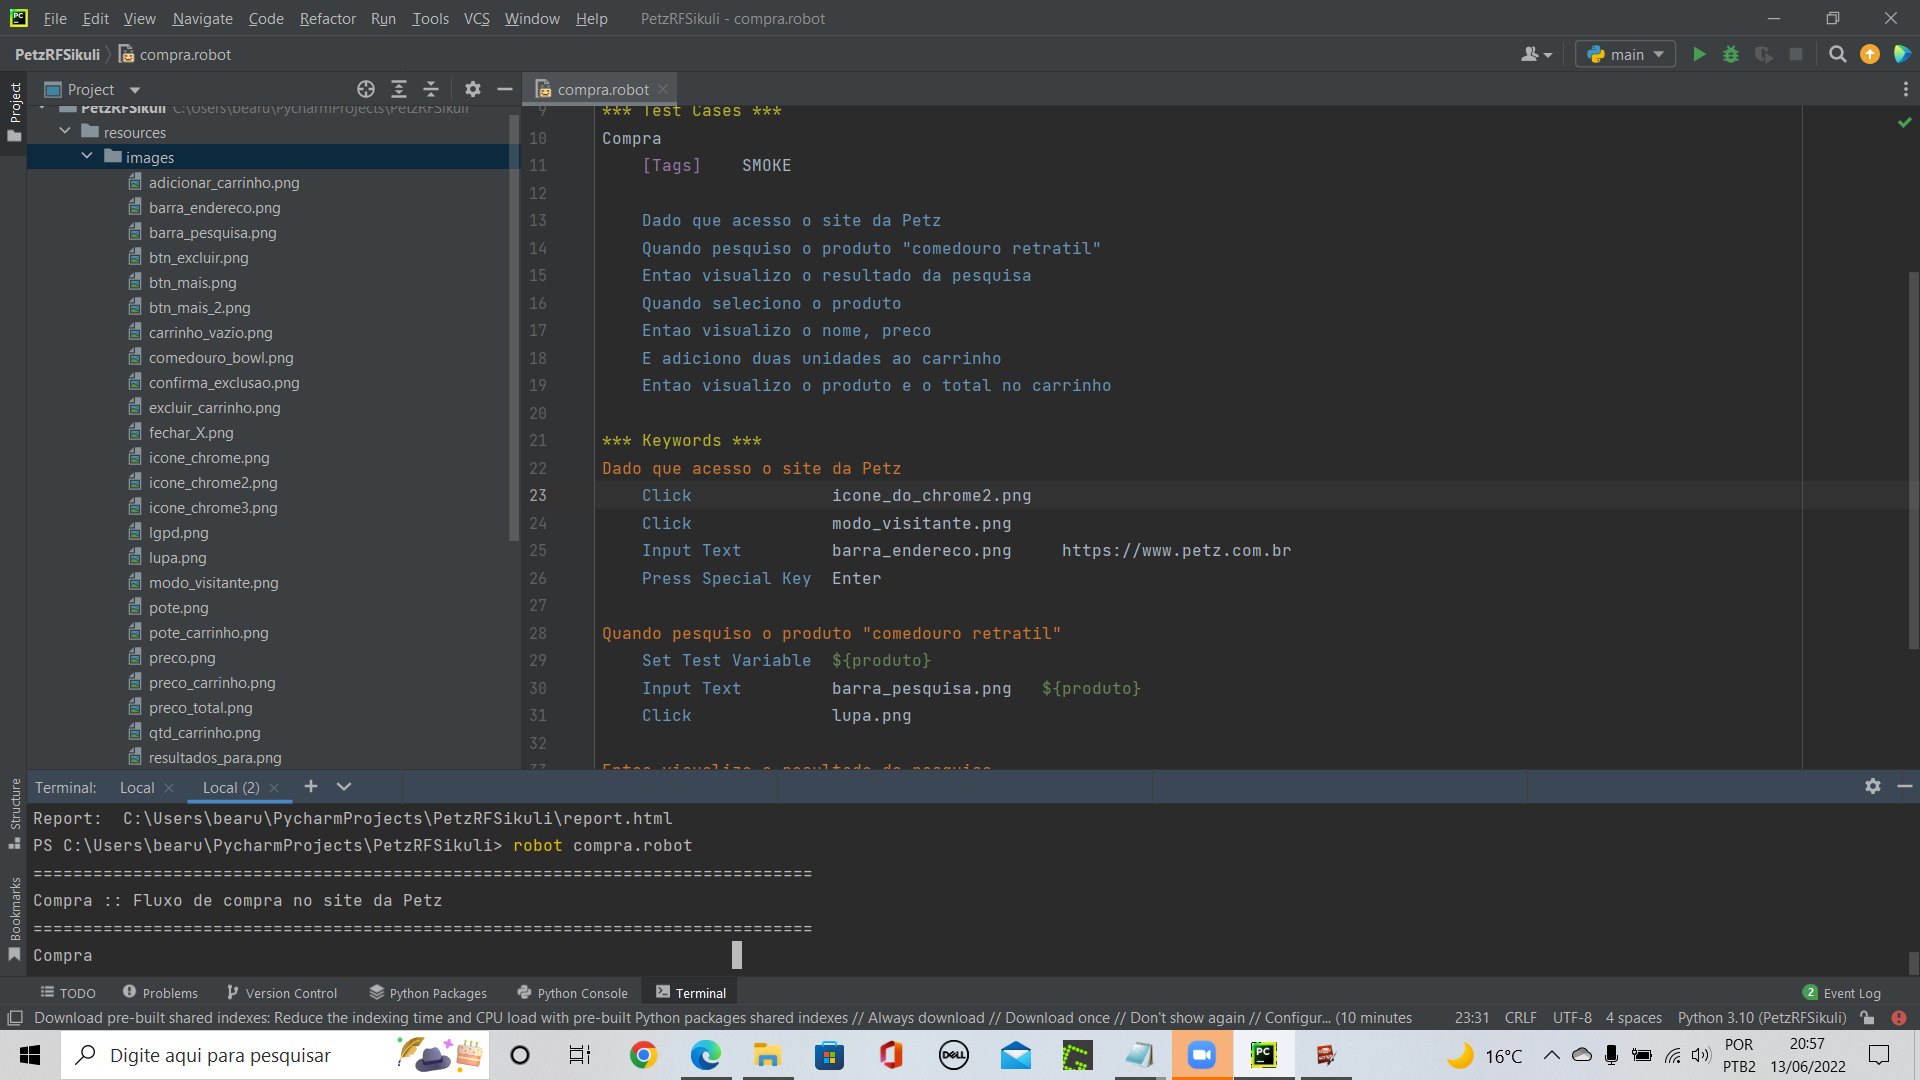 File Edit View Navigate Code Refactor Run Tools VCS Window Help PetzRFSikuli - compra.robot
PetzRFSikuli compra.robot main
Project compra.robot
PetzRFSikuli C:\Users\bearu\PycharmProjects\PetzRFSikuli
resources
images
adicionar_carrinho.png
barra_endereco.png
barra_pesquisa.png
btn_excluir.png
btn_mais.png
btn_mais_2.png
carrinho_vazio.png
comedouro_bowl.png
confirma_exclusao.png
excluir_carrinho.png
fechar_X.png
icone_chrome.png
icone_chrome2.png
icone_chrome3.png
lgpd.png
lupa.png
modo_visitante.png
pote.png
pote_carrinho.png
preco.png
preco_carrinho.png
preco_total.png
qtd_carrinho.png
resultados_para.png
Project
Structure
Bookmarks
9 *** Test Cases ***
10 Compra
11 [Tags] SMOKE
12
13 Dado que acesso o site da Petz
14 Quando pesquiso o produto "comedouro retratil"
15 Entao visualizo o resultado da pesquisa
16 Quando seleciono o produto
17 Entao visualizo o nome, preco
18 E adiciono duas unidades ao carrinho
19 Entao visualizo o produto e o total no carrinho
20
21 *** Keywords ***
22 Dado que acesso o site da Petz
23 Click icone_do_chrome2.png
24 Click modo_visitante.png
25 Input Text barra_endereco.png https://www.petz.com.br
26 Press Special Key Enter
27
28 Quando pesquiso o produto "comedouro retratil"
29 Set Test Variable ${produto}
30 Input Text barra_pesquisa.png ${produto}
31 Click lupa.png
32
33 Entao visualizo o resultado da pesquisa
Terminal: Local Local (2)
Report: C:\Users\bearu\PycharmProjects\PetzRFSikuli\report.html
PS C:\Users\bearu\PycharmProjects\PetzRFSikuli> robot compra.robot
==============================================================================
Compra :: Fluxo de compra no site da Petz
==============================================================================
Compra
TODO Problems Version Control Python Packages Python Console Terminal 2 Event Log
Download pre-built shared indexes: Reduce the indexing time and CPU load with pre-built Python packages shared indexes // Always download // Download once // Don't show again // Configur... (10 minutes 23:31 CRLF UTF-8 4 spaces Python 3.10 (PetzRFSikuli)
Digite aqui para pesquisar DELL PC 16°C POR 20:57
PTB2 13/06/2022